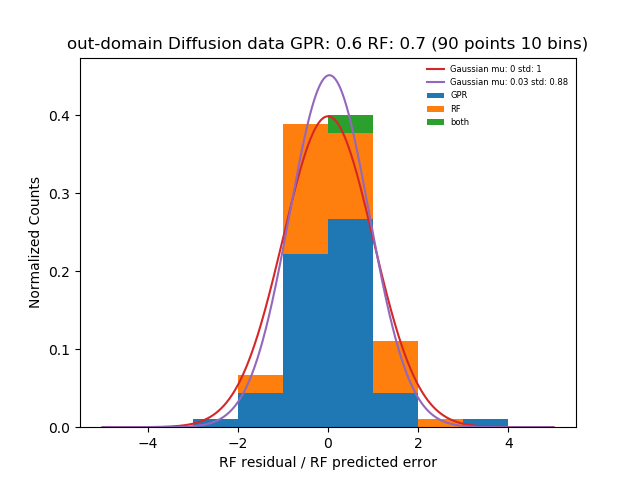 out-domain Diffusion data GPR: 0.6 RF: 0.7 (90 points 10 bins)
Gaussian mu: 0 std: 1
Gaussian mu: 0.03 std: 0.88
GPR
RF
both
Normalized Counts
0.4
0.3
0.2
0.1
0.0
−4 −2 0 2 4
RF residual / RF predicted error